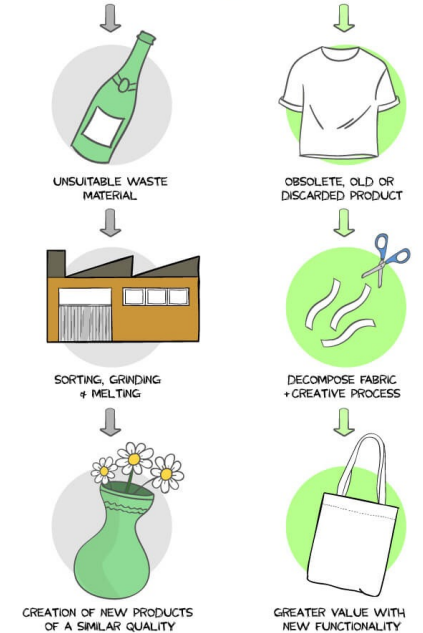 UNSUITABLE WASTE
MATERIAL
OBSOLETE, OLD OR
DISCARDED PRODUCT
SORTING, GRINDING
& MELTING
DECOMPOSE FABRIC
+CREATIVE PROCESS
CREATION OF NEW PRODUCTS
OF A SIMILAR QUALITY
GREATER VALUE WITH
NEW FUNCTIONALITY